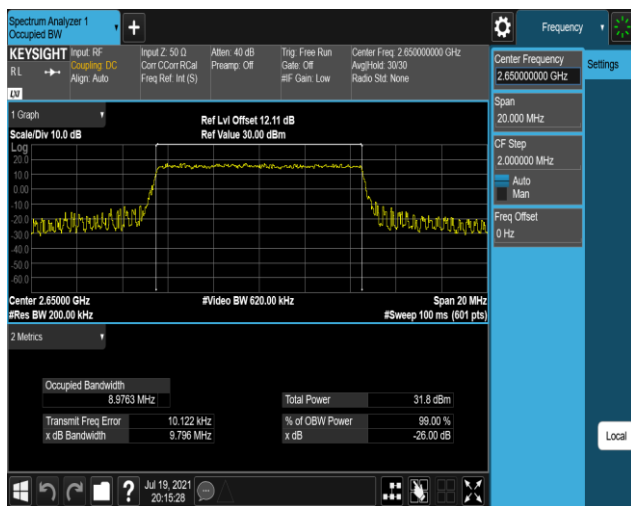 Spectrum Analyzer 1
Occupied BW
Frequency
KEYSIGHT
RL
LXI
Input: RF
Coupling: DC
Align: Auto
Input Z: 50 Ω
Corr CCorr RCal
Freq Ref: Int (S)
Atten: 40 dB
Preamp: Off
Trig: Free Run
Gate: Off
#IF Gain: Low
Center Freq: 2.650000000 GHz
Avg|Hold: 30/30
Radio Std: None
Center Frequency
2.650000000 GHz
Settings
Span
20.000 MHz
CF Step
2.000000 MHz
Auto
Man
Freq Offset
0 Hz
1 Graph
Scale/Div 10.0 dB
Ref Lvl Offset 12.11 dB
Ref Value 30.00 dBm
Log
20.0
10.0
0.00
-10.0
-20.0
-30.0
-40.0
-50.0
-60.0
Center 2.65000 GHz
#Video BW 620.00 kHz
Span 20 MHz
#Res BW 200.00 kHz
#Sweep 100 ms (601 pts)
2 Metrics
Occupied Bandwidth
8.9763 MHz
Total Power 31.8 dBm
Transmit Freq Error 10.122 kHz
% of OBW Power 99.00 %
x dB Bandwidth 9.796 MHz
x dB -26.00 dB
Local
?
Jul 19, 2021
20:15:28